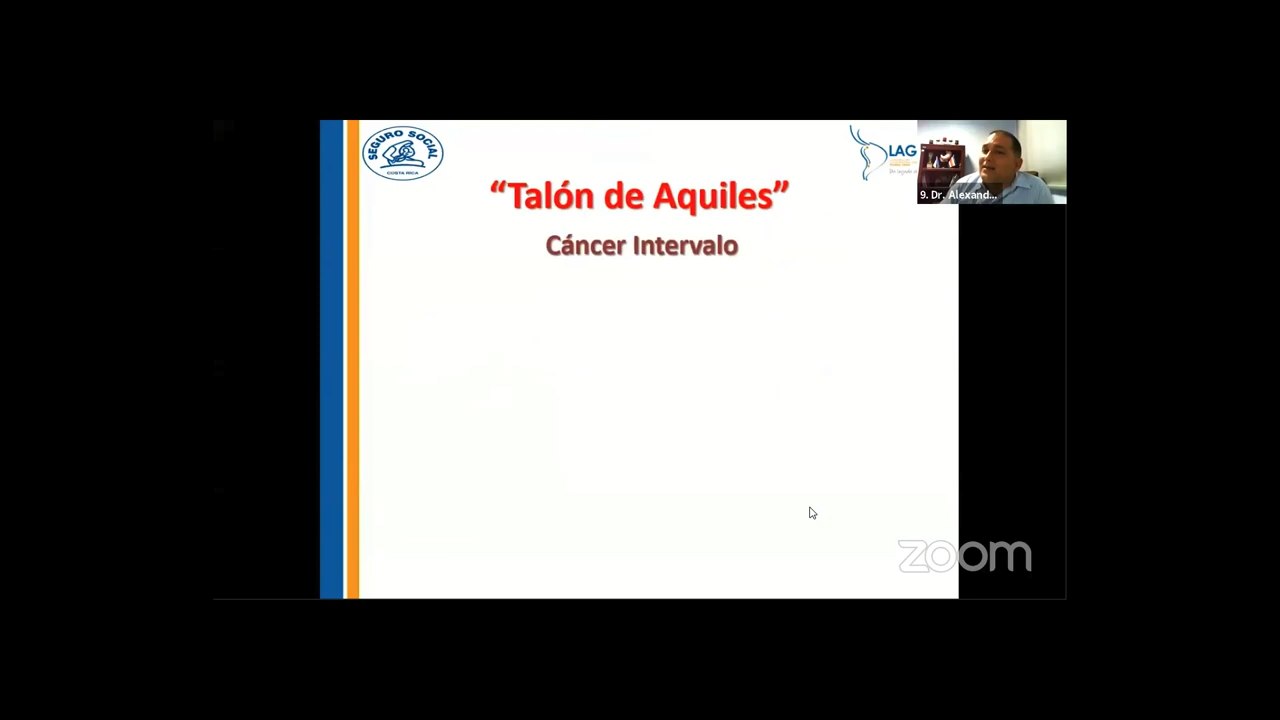 SEGURO SOCIAL
COSTA RICA
LAG
“Talón de Aquiles”
Cáncer Intervalo
9. Dr. Alexand...
zoom